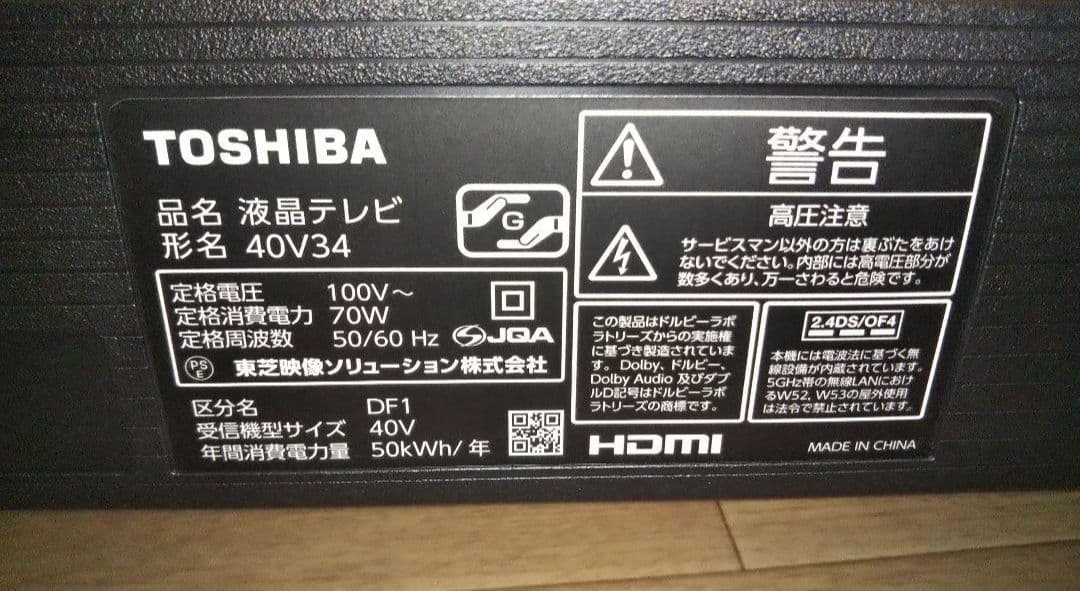 TOSHIBA
品名 液晶テレビ
形名 40V34
G
定格電圧 100V～
定格消費電力 70W
定格周波数 50/60 Hz
JQA
PS
E
東芝映像ソリューション株式会社
区分名 DF1
受信機型サイズ 40V
年間消費電力量 50kWh/年
警告
高圧注意
サービスマン以外の方は裏ぶたをあけ
ないでください。内部には高電圧部分が
数多くあり、万一さわると危険です。
この製品はドルビーラボ
ラトリーズからの実施権
に基づき製造されていま
す。Dolby、ドルビー、
Dolby Audio 及びダブ
ルD記号はドルビーラボ
ラトリーズの商標です。
2.4DS/OF4
本機には電波法に基づく無
線設備が内蔵されています。
5GHz帯の無線LANにおけ
るW52, W53の屋外使用
は法令で禁止されています。
HDMI
MADE IN CHINA